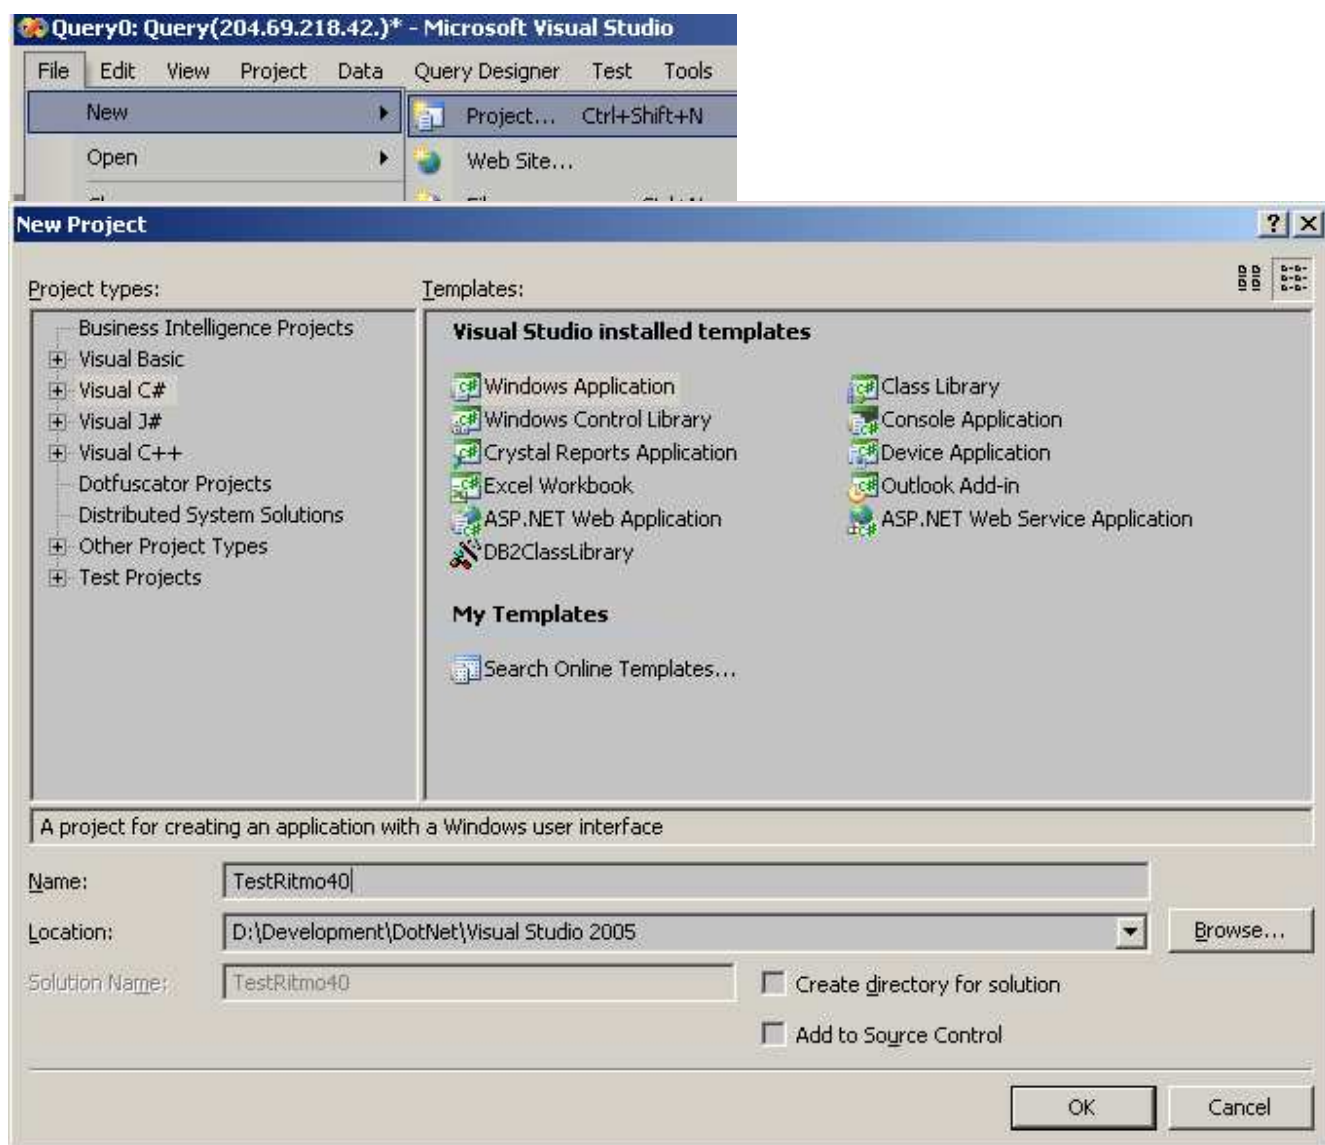 Query0: Query(204.69.218.42.)* - Microsoft Visual Studio
File Edit View Project Data Query Designer Test Tools
New Project... Ctrl+Shift+N
Open Web Site...
New Project
Project types: Templates:
Business Intelligence Projects
Visual Basic
Visual C#
Visual J#
Visual C++
Dotfuscator Projects
Distributed System Solutions
Other Project Types
Test Projects
Visual Studio installed templates
Windows Application Class Library
Windows Control Library Console Application
Crystal Reports Application Device Application
Excel Workbook Outlook Add-in
ASP.NET Web Application ASP.NET Web Service Application
DB2ClassLibrary
My Templates
Search Online Templates...
A project for creating an application with a Windows user interface
Name: TestRitmo40
Location: D:\Development\DotNet\Visual Studio 2005 Browse...
Solution Name: TestRitmo40 Create directory for solution
Add to Source Control
OK Cancel